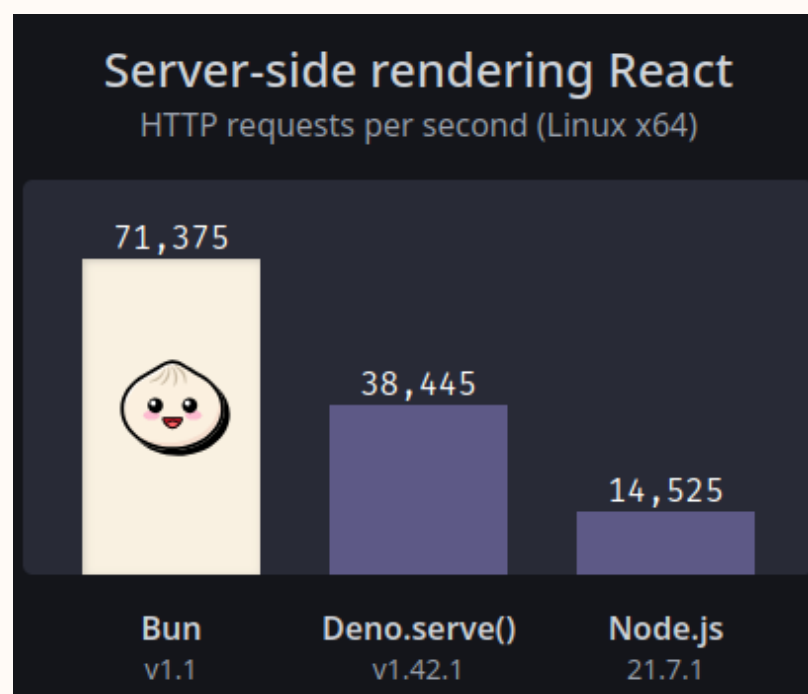 Server-side rendering React
HTTP requests per second (Linux x64)
71,375
38,445
14,525
Bun
Deno.serve()
Node.js
v1.1
v1.42.1
21.7.1